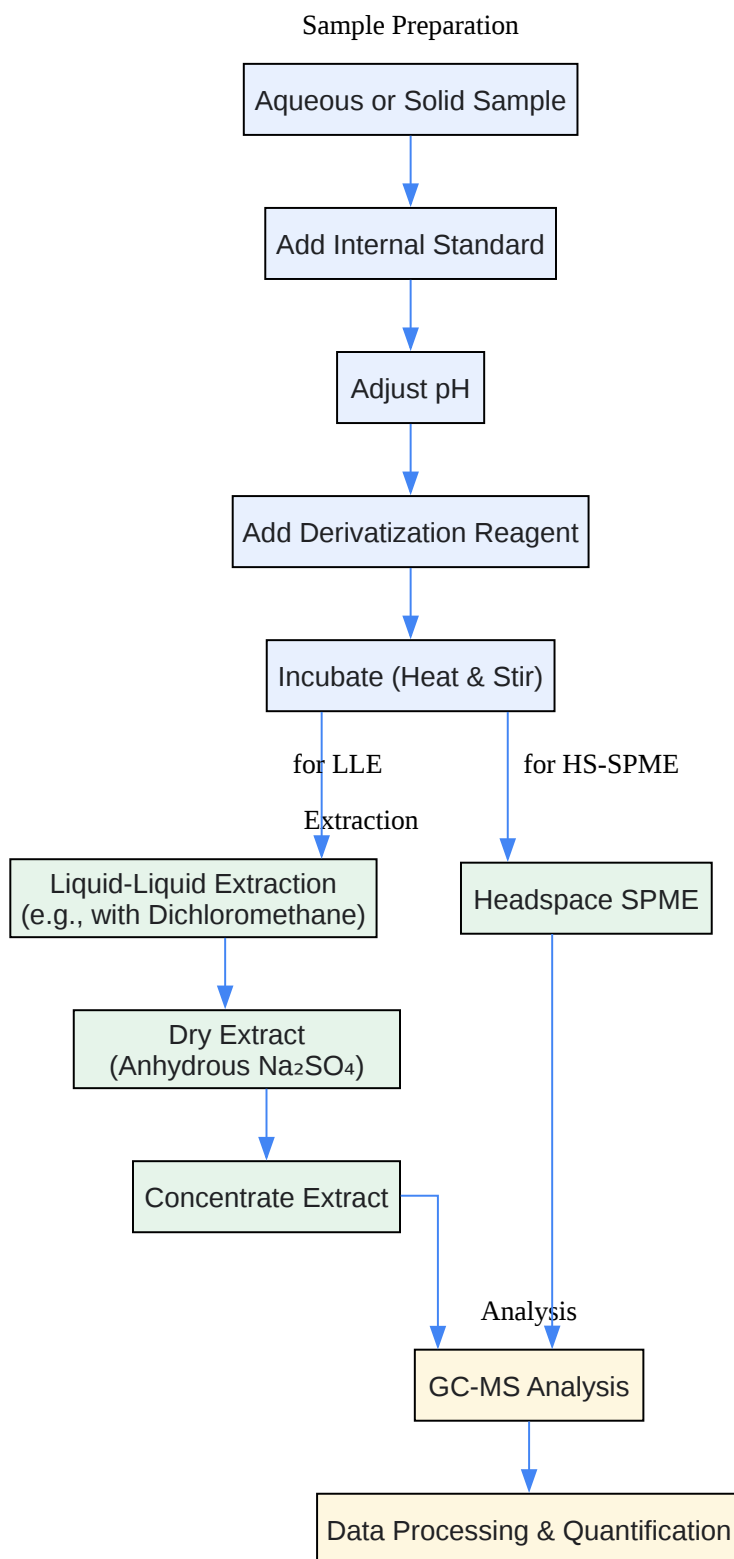 Sample Preparation
Aqueous or Solid Sample
Add Internal Standard
Adjust pH
Add Derivatization Reagent
Incubate (Heat & Stir)
for LLE
for HS-SPME
Extraction
Liquid-Liquid Extraction
(e.g., with Dichloromethane)
Headspace SPME
Dry Extract
(Anhydrous Na₂SO₄)
Concentrate Extract
Analysis
GC-MS Analysis
Data Processing & Quantification